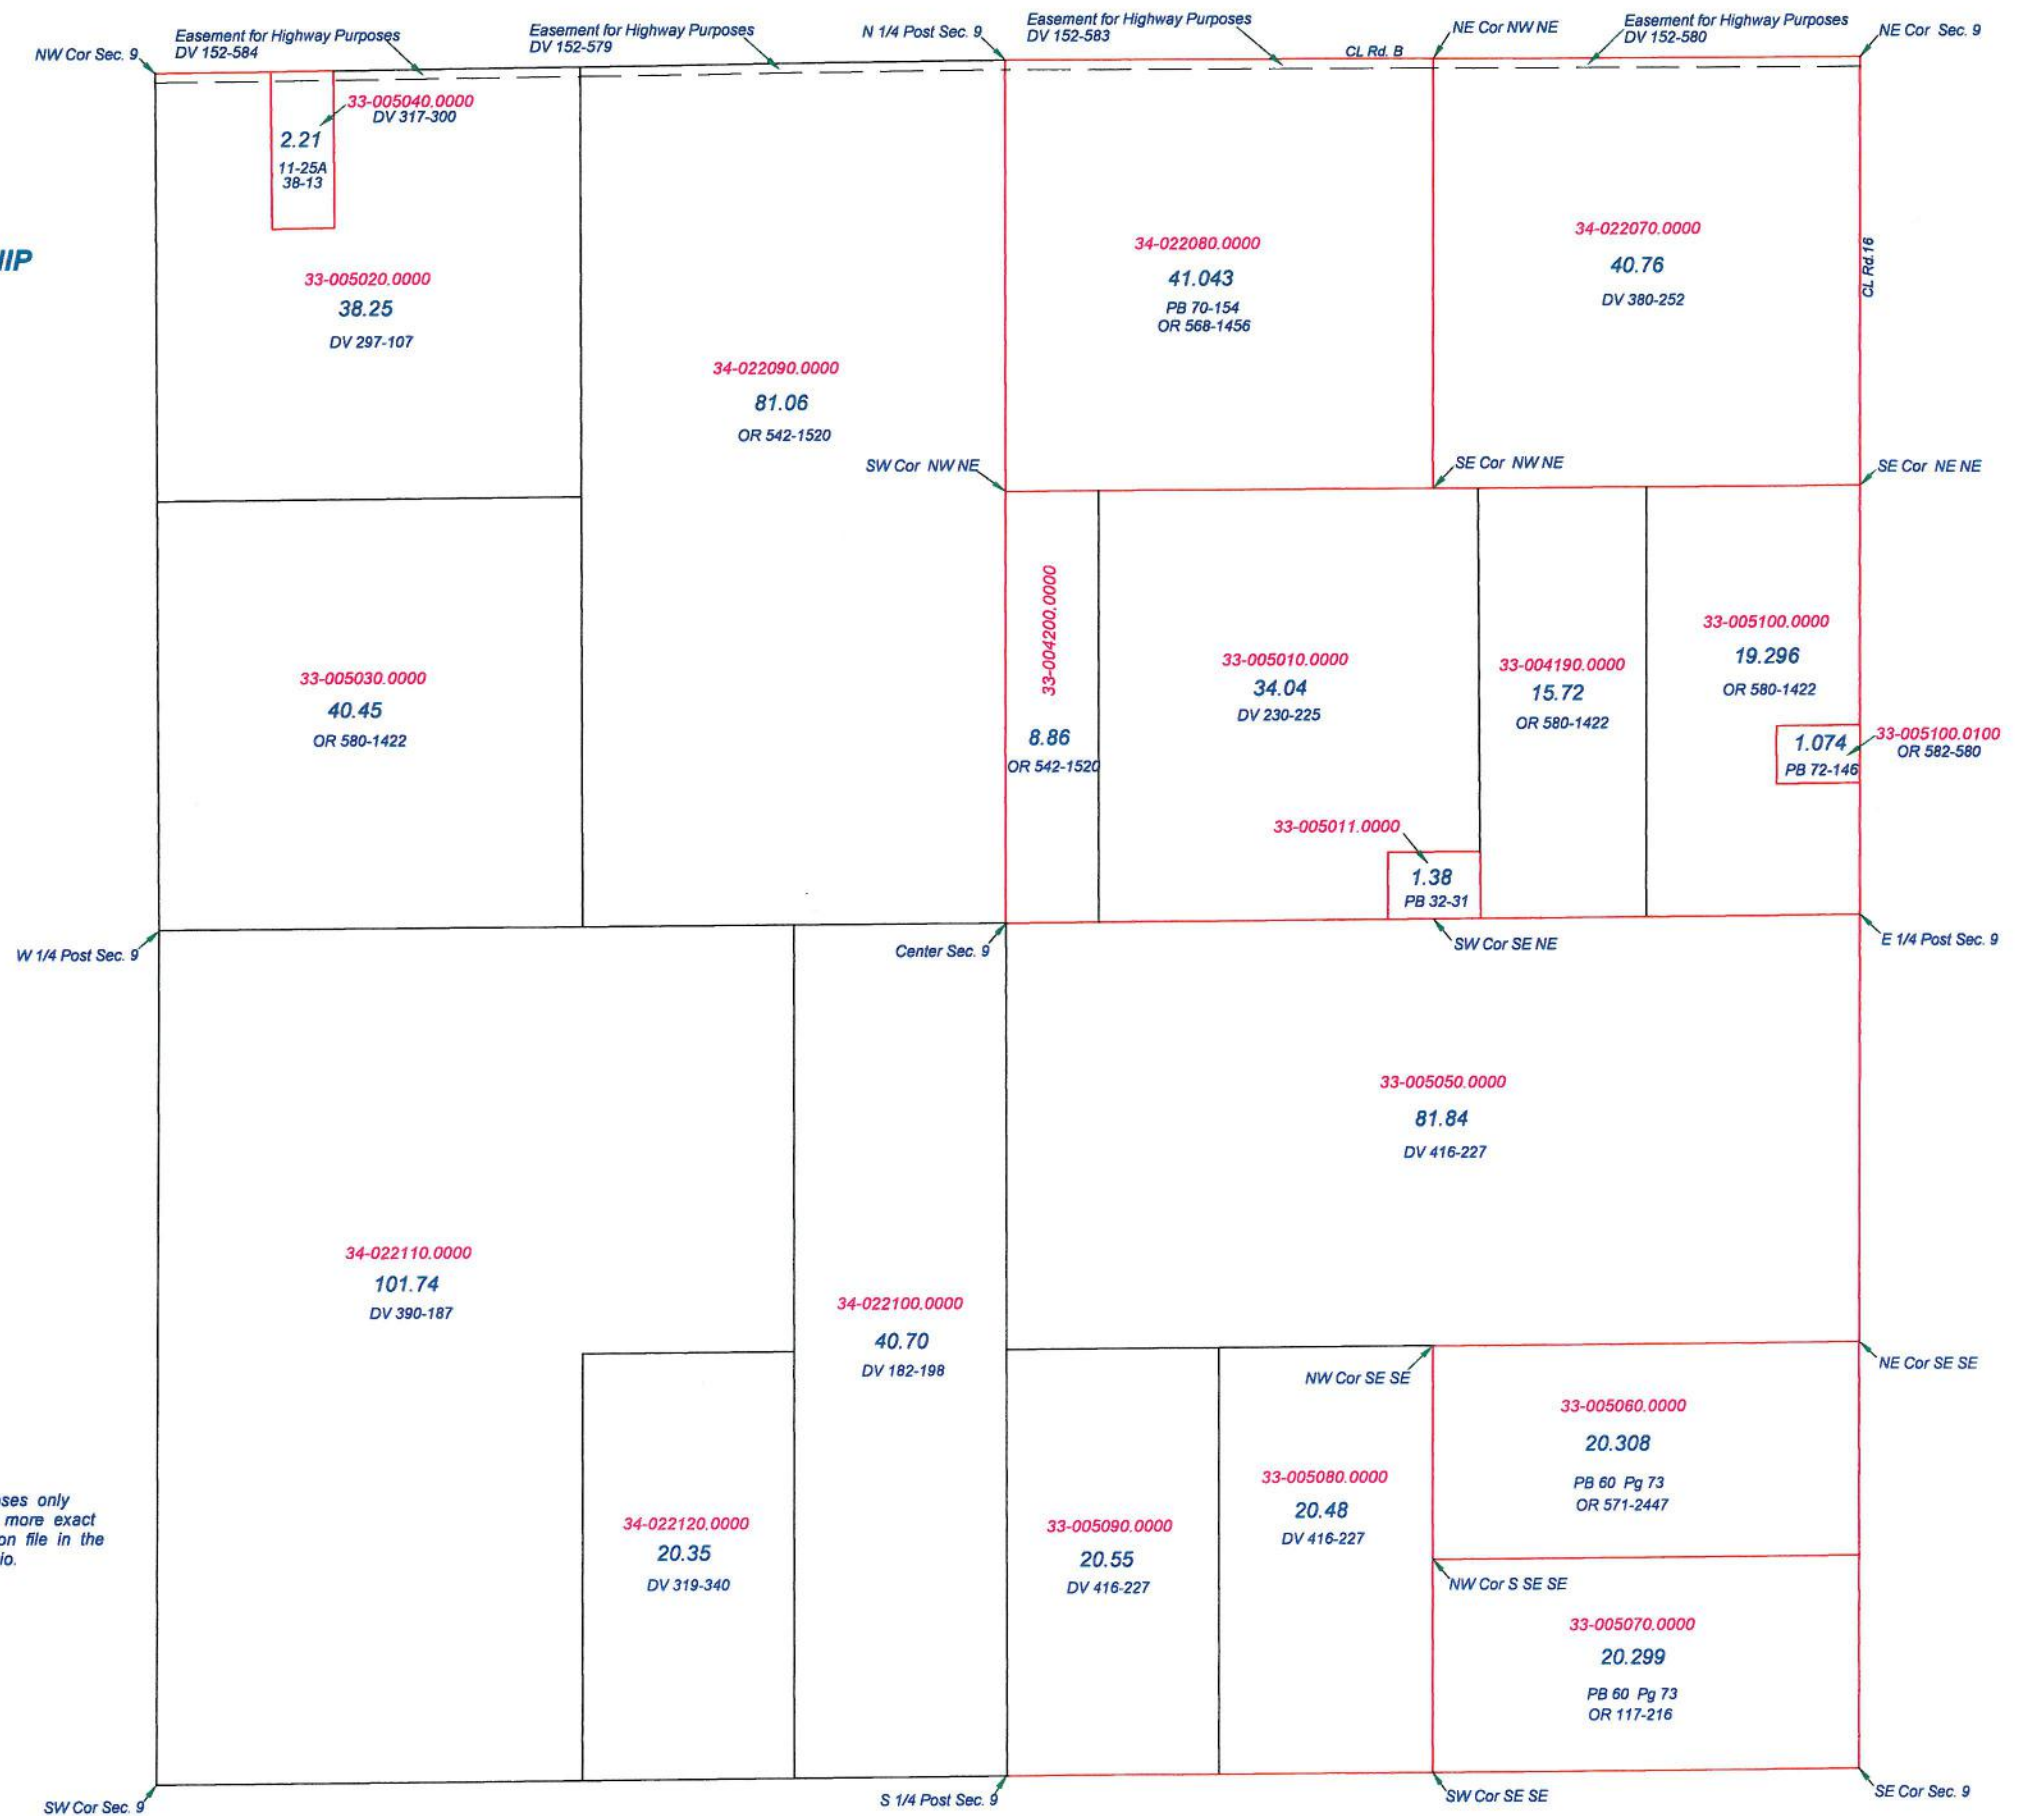 Easement for Highway Purposes
DV 152-584
Easement for Highway Purposes
DV 152-579
N 1/4 Post Sec. 9
Easement for Highway Purposes
DV 152-583
CL Rd. B
NE Cor NW NE
Easement for Highway Purposes
DV 152-580
NE Cor Sec. 9
NW Cor Sec. 9
33-005040.0000
DV 317-300
2.21
11-25A
38-13
IIP
33-005020.0000
38.25
DV 297-107
34-022090.0000
81.06
OR 542-1520
34-022080.0000
41.043
PB 70-154
OR 568-1456
34-022070.0000
40.76
DV 380-252
CL Rd.16
SW Cor NW NE
SE Cor NW NE
SE Cor NE NE
33-005030.0000
40.45
OR 580-1422
33-004200.0000
8.86
OR 542-1520
33-005010.0000
34.04
DV 230-225
33-005011.0000
1.38
PB 32-31
33-004190.0000
15.72
OR 580-1422
33-005100.0000
19.296
OR 580-1422
1.074
PB 72-146
33-005100.0100
OR 582-580
W 1/4 Post Sec. 9
Center Sec. 9
SW Cor SE NE
E 1/4 Post Sec. 9
33-005050.0000
81.84
DV 416-227
34-022110.0000
101.74
DV 390-187
34-022100.0000
40.70
DV 182-198
NW Cor SE SE
NE Cor SE SE
33-005060.0000
20.308
PB 60 Pg 73
OR 571-2447
33-005080.0000
20.48
DV 416-227
33-005090.0000
20.55
DV 416-227
34-022120.0000
20.35
DV 319-340
ses only
more exact
on file in the
io.
NW Cor S SE SE
33-005070.0000
20.299
PB 60 Pg 73
OR 117-216
SW Cor Sec. 9
S 1/4 Post Sec. 9
SW Cor SE SE
SE Cor Sec. 9